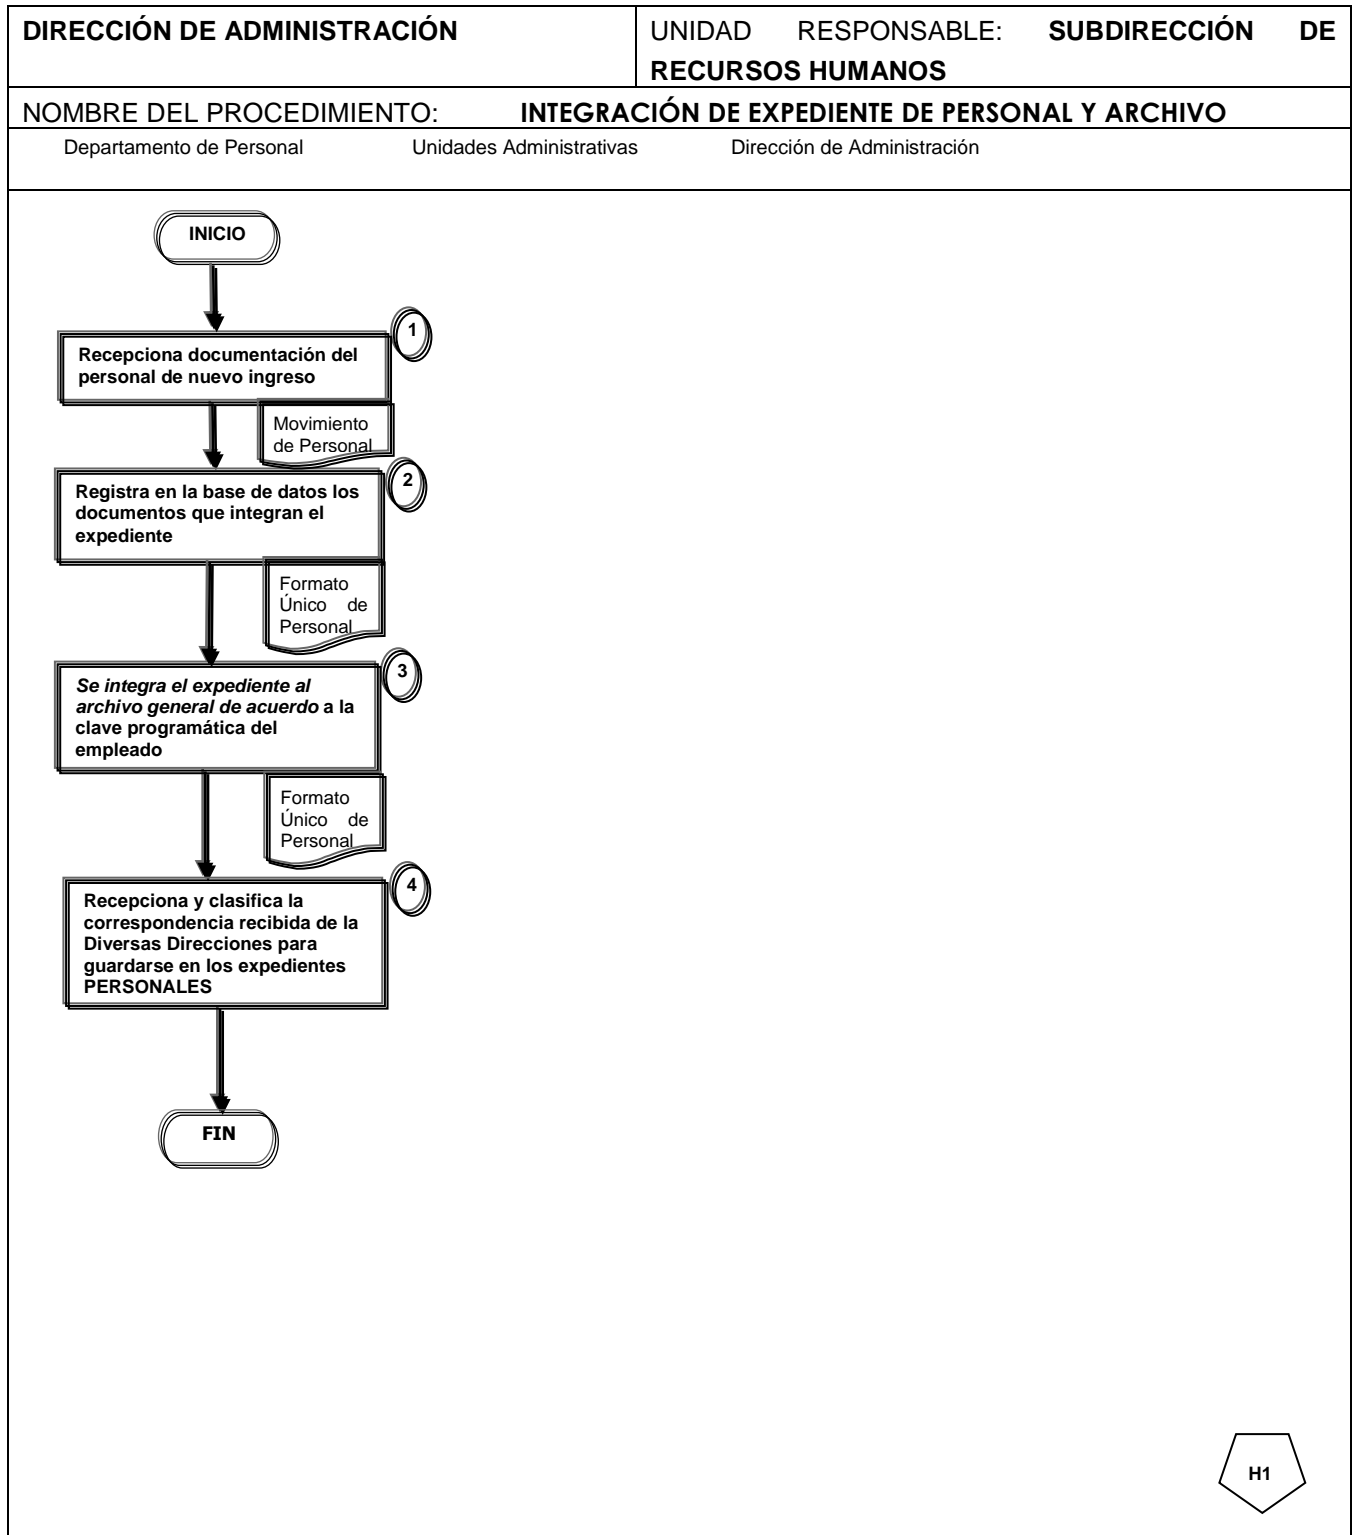 DIRECCIÓN DE ADMINISTRACIÓN
UNIDAD RESPONSABLE: SUBDIRECCIÓN DE
RECURSOS HUMANOS
NOMBRE DEL PROCEDIMIENTO: INTEGRACIÓN DE EXPEDIENTE DE PERSONAL Y ARCHIVO
Departamento de Personal Unidades Administrativas Dirección de Administración
INICIO
1
Recepciona documentación del
personal de nuevo ingreso
Movimiento
de Personal
2
Registra en la base de datos los
documentos que integran el
expediente
Formato
Único de
Personal
3
Se integra el expediente al
archivo general de acuerdo a la
clave programática del
empleado
Formato
Único de
Personal
4
Recepciona y clasifica la
correspondencia recibida de la
Diversas Direcciones para
guardarse en los expedientes
PERSONALES
FIN
H1